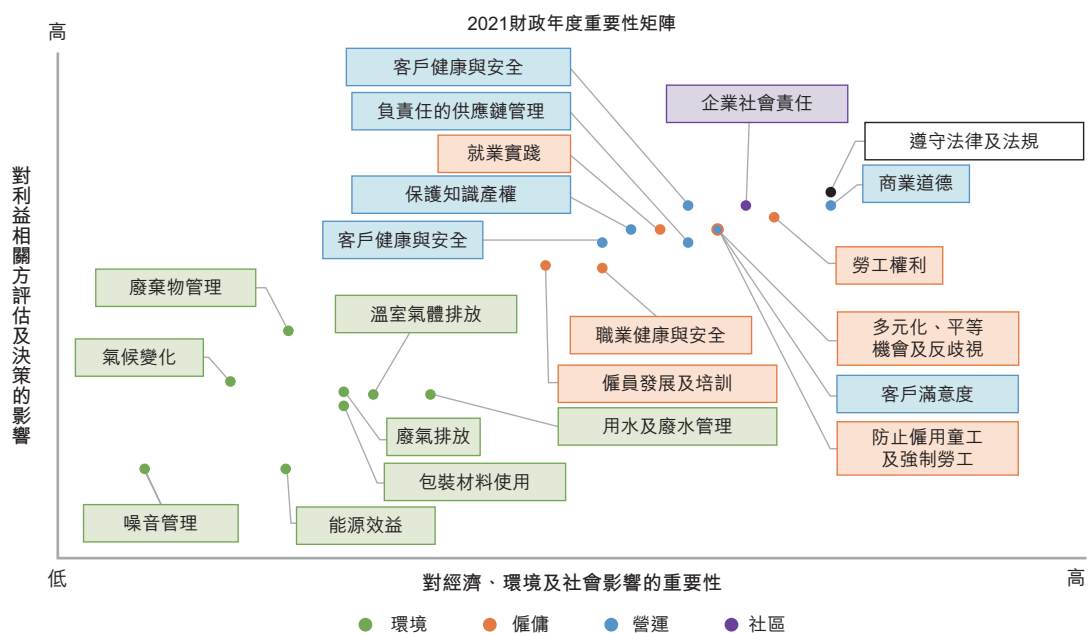 2021財政年度重要性矩陣
高
客戶健康與安全
負責任的供應鏈管理
企業社會責任
就業實踐
遵守法律及法規
保護知識產權
商業道德
客戶健康與安全
勞工權利
廢棄物管理
溫室氣體排放
職業健康與安全
多元化、平等
機會及反歧視
氣候變化
僱員發展及培訓
客戶滿意度
廢氣排放
用水及廢水管理
防止僱用童工
及強制勞工
包裝材料使用
噪音管理
能源效益
對利益相關方評估及決策的影響
低
對經濟、環境及社會影響的重要性
高
環境
僱傭
營運
社區